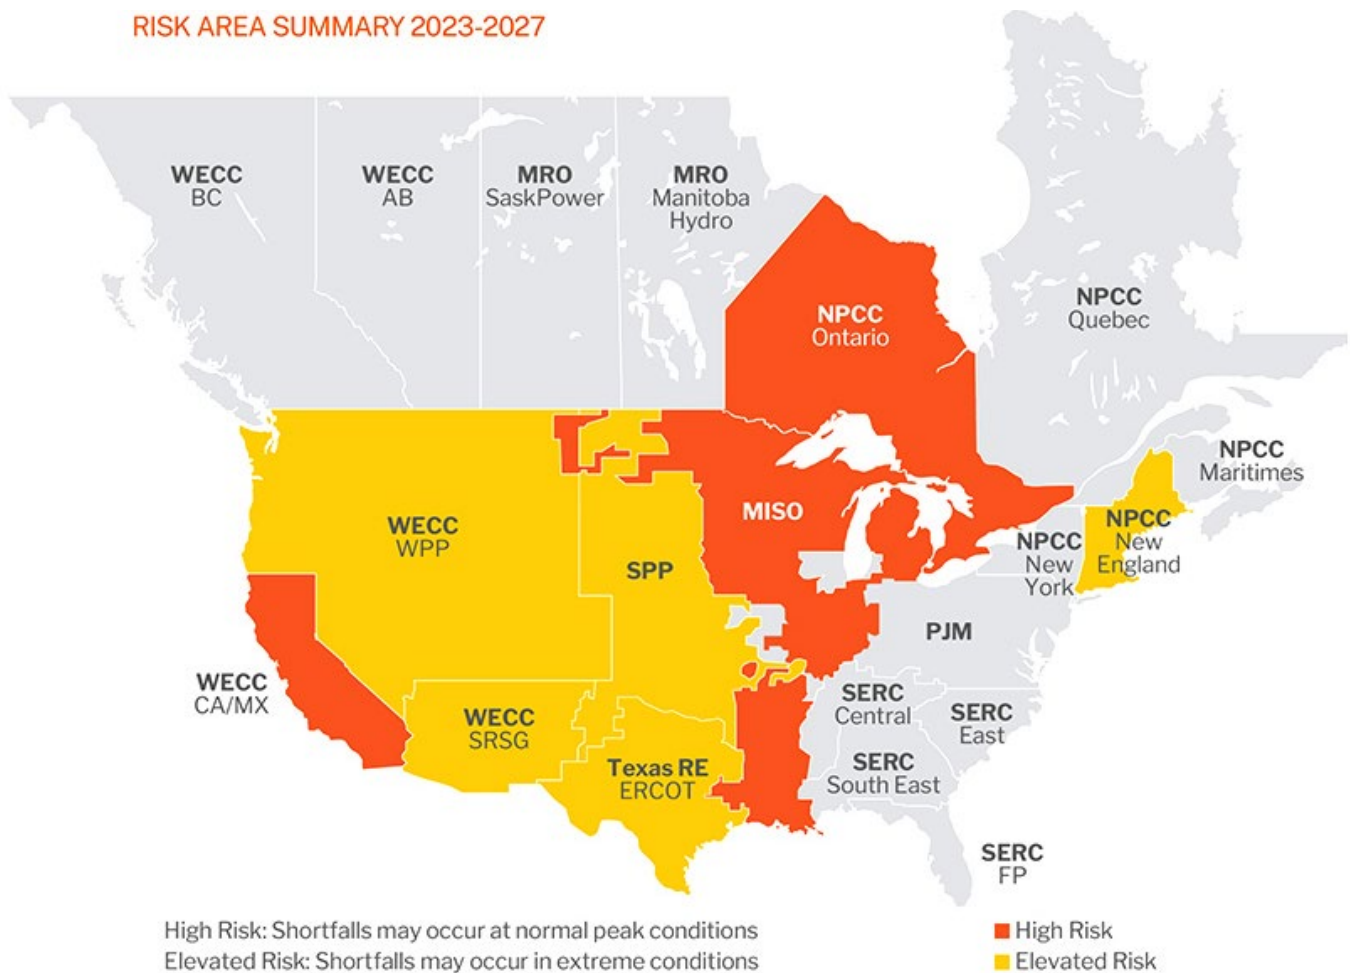 RISK AREA SUMMARY 2023-2027
WECC
BC
WECC
AB
MRO
SaskPower
MRO
Manitoba
Hydro
NPCC
Ontario
NPCC
Quebec
NPCC
Maritimes
WECC
WPP
MISO
SPP
NPCC
New
York
NPCC
New
England
PJM
WECC
CA/MX
WECC
SRSG
SERC
Central
SERC
East
Texas RE
ERCOT
SERC
South East
SERC
FP
High Risk: Shortfalls may occur at normal peak conditions
Elevated Risk: Shortfalls may occur in extreme conditions
High Risk
Elevated Risk